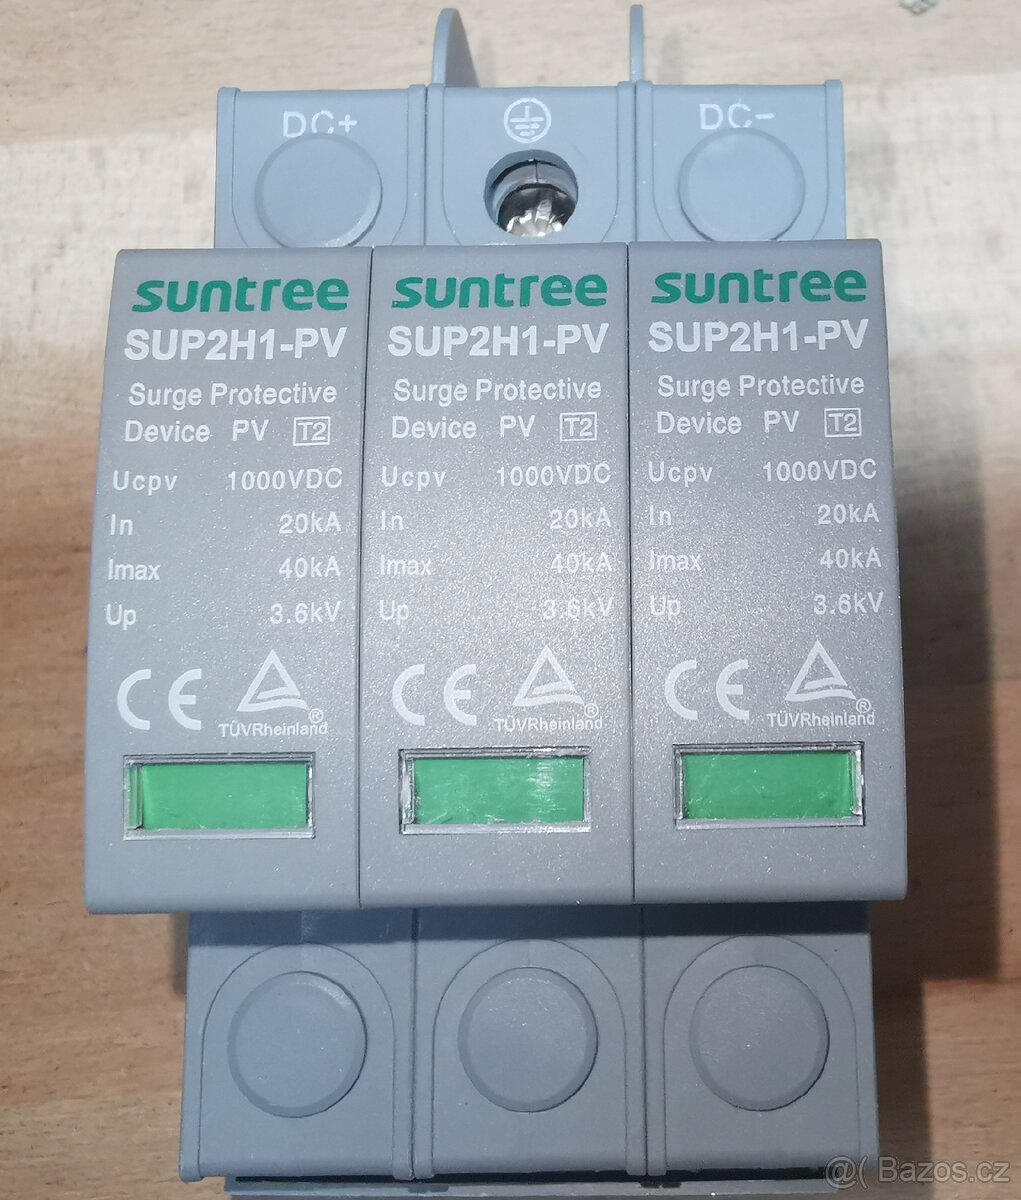 DC+
DC-
suntree
SUP2H1-PV
Surge Protective
Device PV T2
Ucpv 1000VDC
In 20kA
Imax 40kA
Up 3.6kV
CE TÜVRheinland®
suntree
SUP2H1-PV
Surge Protective
Device PV T2
Ucpv 1000VDC
In 20kA
Imax 40kA
Up 3.6kV
CE TÜVRheinland®
suntree
SUP2H1-PV
Surge Protective
Device PV T2
Ucpv 1000VDC
In 20kA
Imax 40kA
Up 3.6kV
CE TÜVRheinland®
@( Bazos.cz